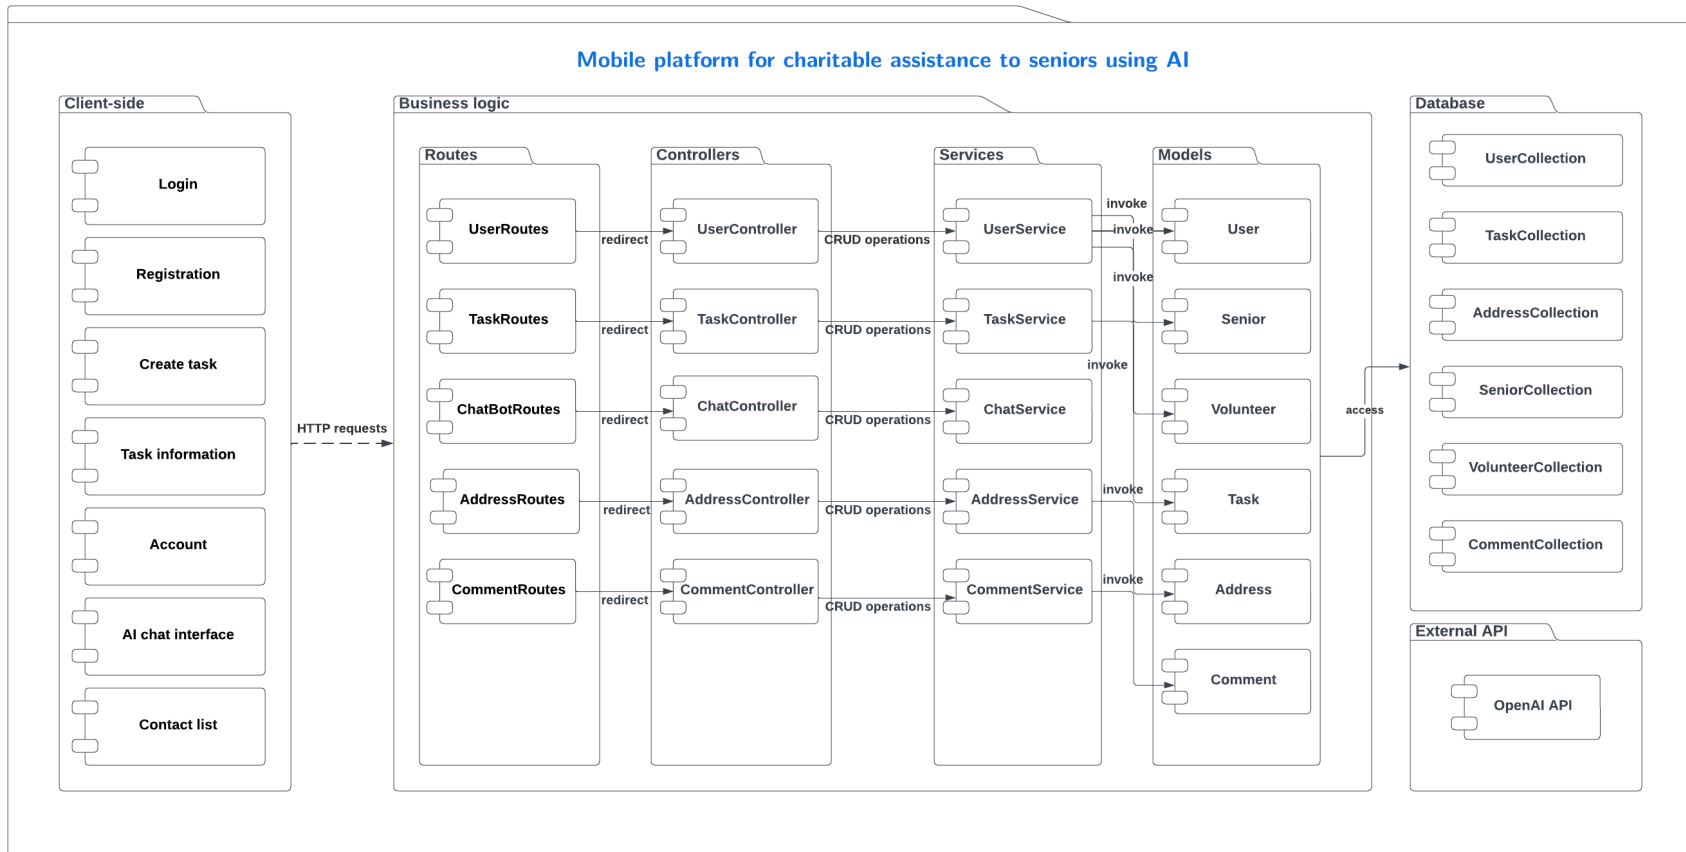 Mobile platform for charitable assistance to seniors using AI
Client-side
Login
Registration
Create task
Task information
Account
AI chat interface
Contact list
HTTP requests
Business logic
Routes
UserRoutes
TaskRoutes
ChatBotRoutes
AddressRoutes
CommentRoutes
redirect
redirect
redirect
redirect
redirect
Controllers
UserController
TaskController
ChatController
AddressController
CommentController
CRUD operations
CRUD operations
CRUD operations
CRUD operations
CRUD operations
Services
UserService
TaskService
ChatService
AddressService
CommentService
invoke
invoke
invoke
invoke
invoke
invoke
Models
User
Senior
Volunteer
Task
Address
Comment
access
Database
UserCollection
TaskCollection
AddressCollection
SeniorCollection
VolunteerCollection
CommentCollection
External API
OpenAI API